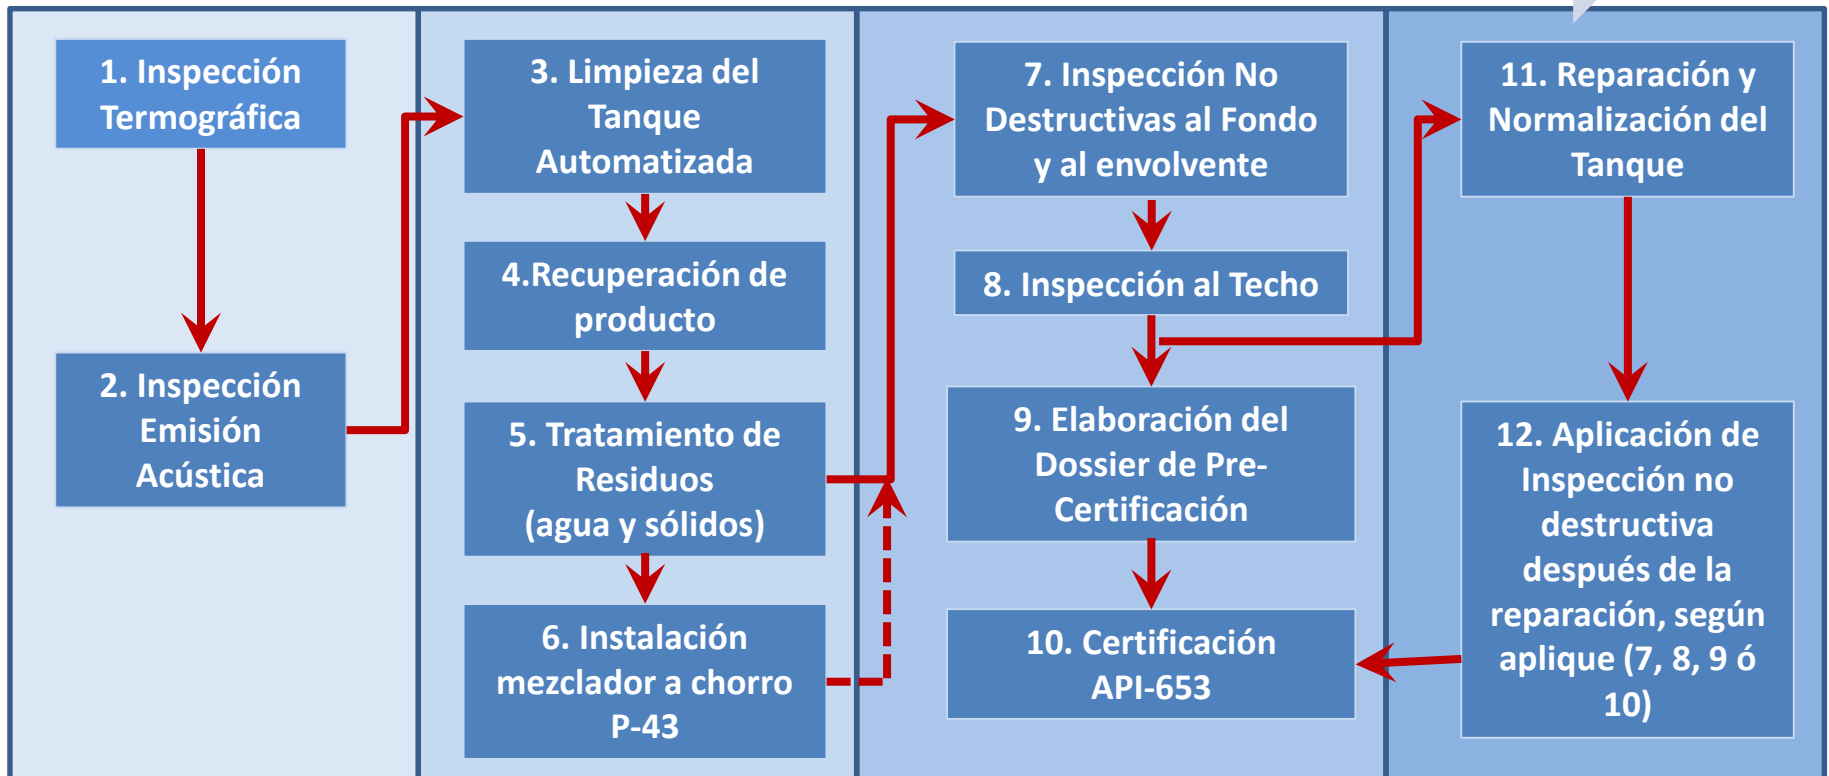 1. Inspección
Termográfica
2. Inspección
Emisión
Acústica
3. Limpieza del
Tanque
Automatizada
4.Recuperación de
producto
5. Tratamiento de
Residuos
(agua y sólidos)
6. Instalación
mezclador a chorro
P-43
7. Inspección No
Destructivas al Fondo
y al envolvente
8. Inspección al Techo
9. Elaboración del
Dossier de Pre-
Certificación
10. Certificación
API-653
11. Reparación y
Normalización del
Tanque
12. Aplicación de
Inspección no
destructiva
después de la
reparación, según
aplique (7, 8, 9 ó
10)